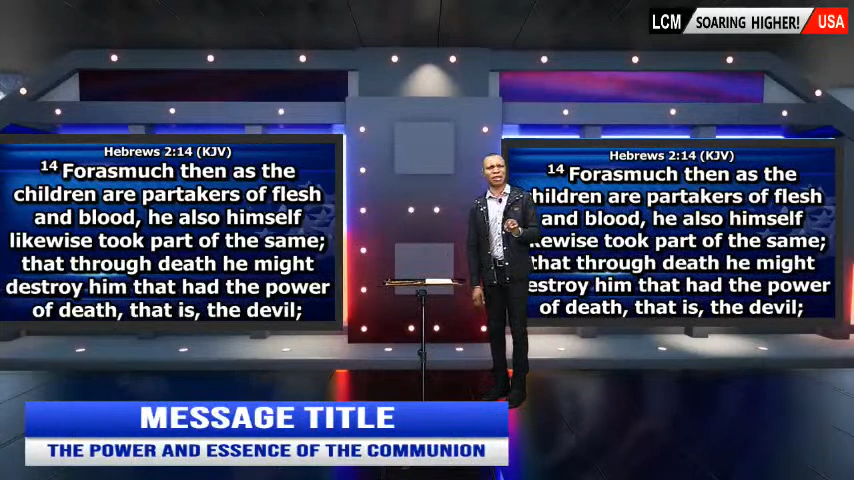 LCM SOARING HIGHER! USA
Hebrews 2:14 (KJV)
14 Forasmuch then as the
children are partakers of flesh
and blood, he also himself
likewise took part of the same;
that through death he might
destroy him that had the power
of death, that is, the devil;
Hebrews 2:14 (KJV)
14 Forasmuch then as the
hildren are partakers of flesh
and blood, he also himself
kewise took part of the same;
that through death he might
estroy him that had the power
of death, that is, the devil;
MESSAGE TITLE
THE POWER AND ESSENCE OF THE COMMUNION